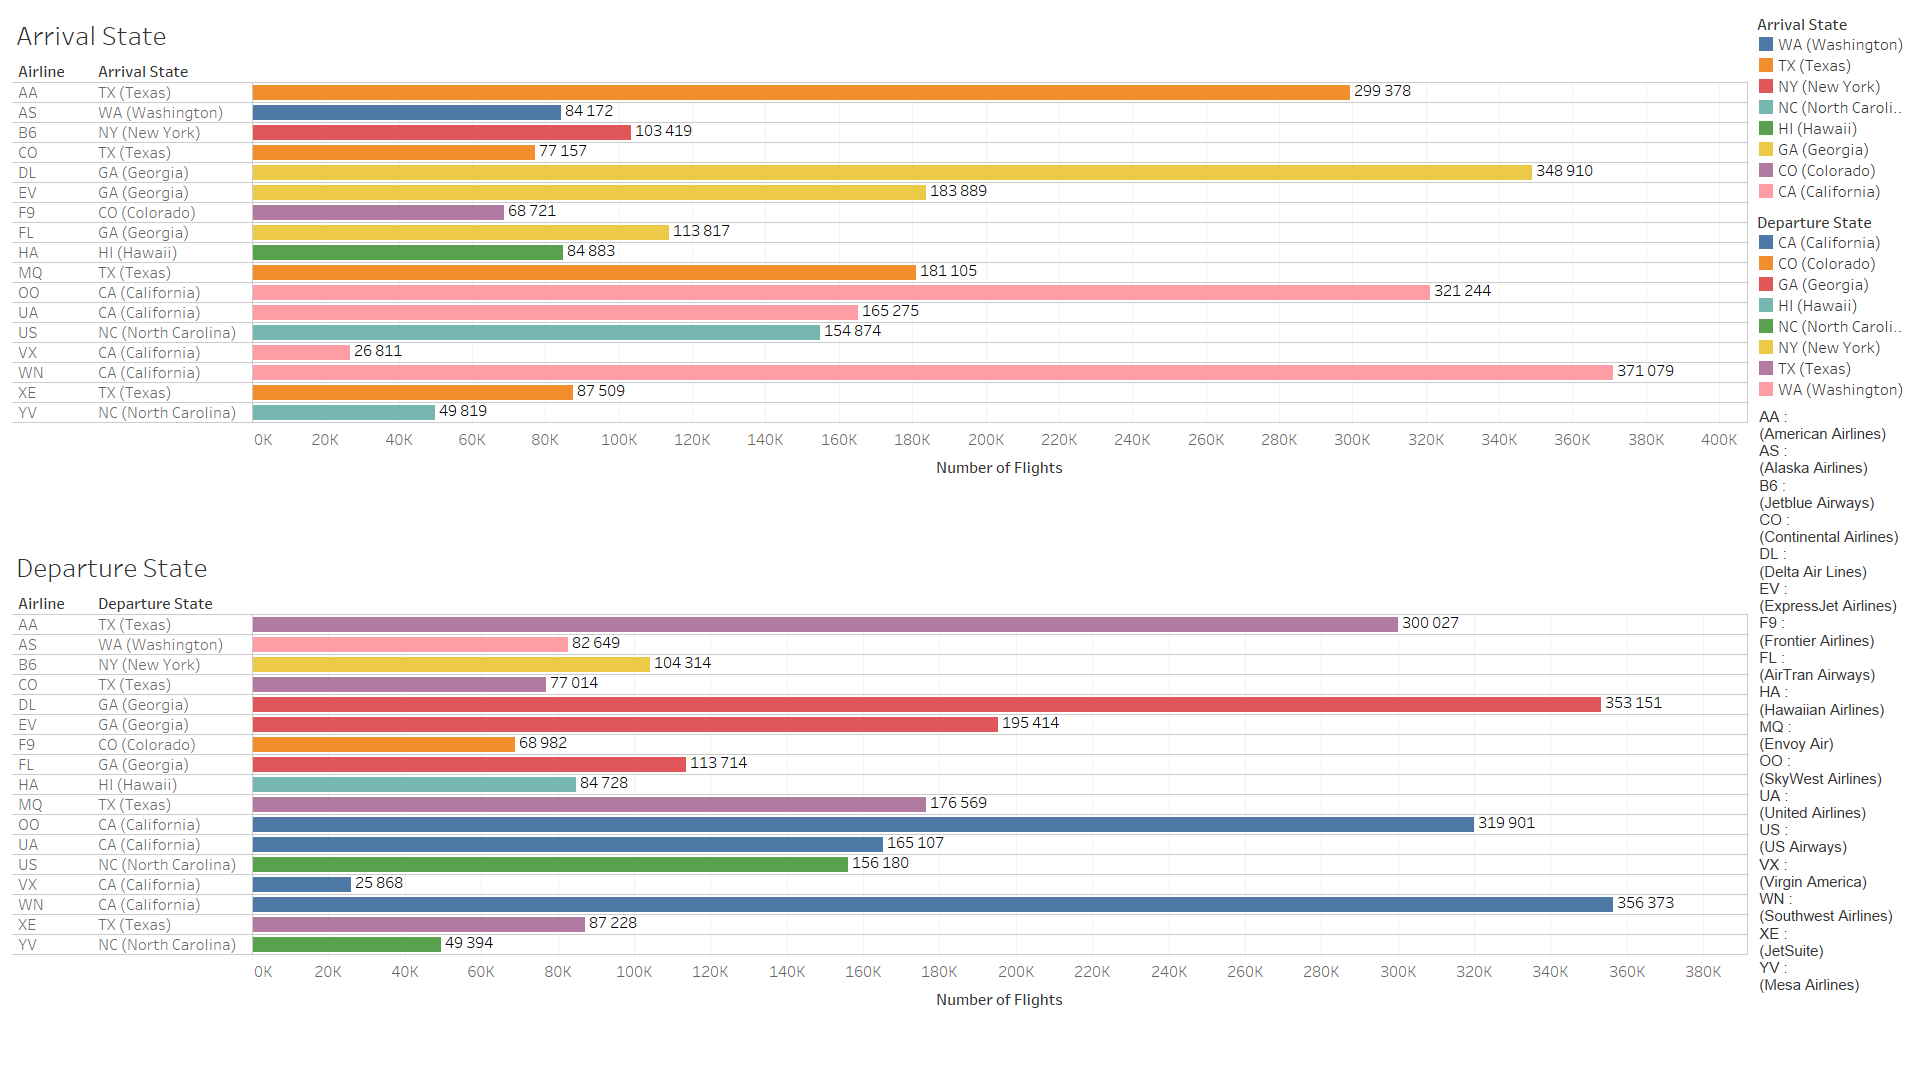 Arrival State
Airline Arrival State
AA TX (Texas) 299 378
AS WA (Washington) 84 172
B6 NY (New York) 103 419
CO TX (Texas) 77 157
DL GA (Georgia) 348 910
EV GA (Georgia) 183 889
F9 CO (Colorado) 68 721
FL GA (Georgia) 113 817
HA HI (Hawaii) 84 883
MQ TX (Texas) 181 105
OO CA (California) 321 244
UA CA (California) 165 275
US NC (North Carolina) 154 874
VX CA (California) 26 811
WN CA (California) 371 079
XE TX (Texas) 87 509
YV NC (North Carolina) 49 819
0K 20K 40K 60K 80K 100K 120K 140K 160K 180K 200K 220K 240K 260K 280K 300K 320K 340K 360K 380K 400K
Number of Flights
Departure State
Airline Departure State
AA TX (Texas) 300 027
AS WA (Washington) 82 649
B6 NY (New York) 104 314
CO TX (Texas) 77 014
DL GA (Georgia) 353 151
EV GA (Georgia) 195 414
F9 CO (Colorado) 68 982
FL GA (Georgia) 113 714
HA HI (Hawaii) 84 728
MQ TX (Texas) 176 569
OO CA (California) 319 901
UA CA (California) 165 107
US NC (North Carolina) 156 180
VX CA (California) 25 868
WN CA (California) 356 373
XE TX (Texas) 87 228
YV NC (North Carolina) 49 394
0K 20K 40K 60K 80K 100K 120K 140K 160K 180K 200K 220K 240K 260K 280K 300K 320K 340K 360K 380K
Number of Flights
Arrival State
WA (Washington)
TX (Texas)
NY (New York)
NC (North Caroli..
HI (Hawaii)
GA (Georgia)
CO (Colorado)
CA (California)
Departure State
CA (California)
CO (Colorado)
GA (Georgia)
HI (Hawaii)
NC (North Caroli..
NY (New York)
TX (Texas)
WA (Washington)
AA :
(American Airlines)
AS :
(Alaska Airlines)
B6 :
(Jetblue Airways)
CO :
(Continental Airlines)
DL :
(Delta Air Lines)
EV :
(ExpressJet Airlines)
F9 :
(Frontier Airlines)
FL :
(AirTran Airways)
HA :
(Hawaiian Airlines)
MQ :
(Envoy Air)
OO :
(SkyWest Airlines)
UA :
(United Airlines)
US :
(US Airways)
VX :
(Virgin America)
WN :
(Southwest Airlines)
XE :
(JetSuite)
YV :
(Mesa Airlines)